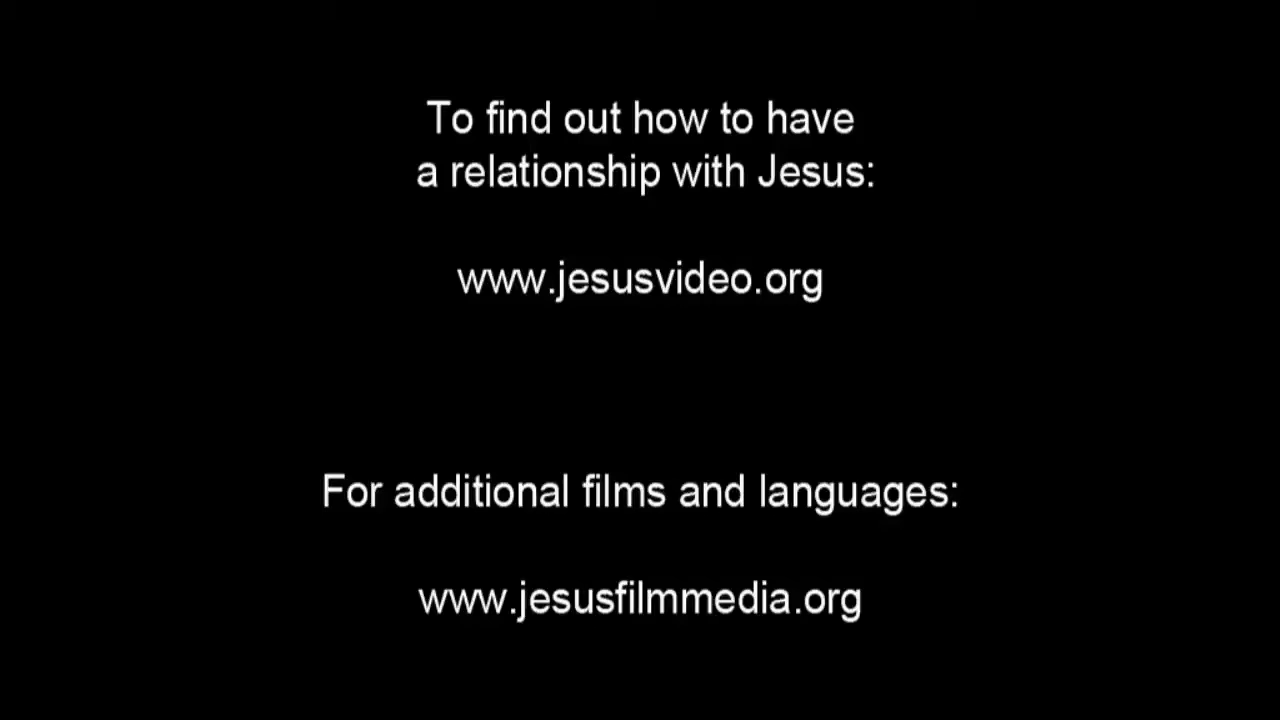 To find out how to have
a relationship with Jesus:
www.jesusvideo.org
For additional films and languages:
www.jesusfilmmedia.org